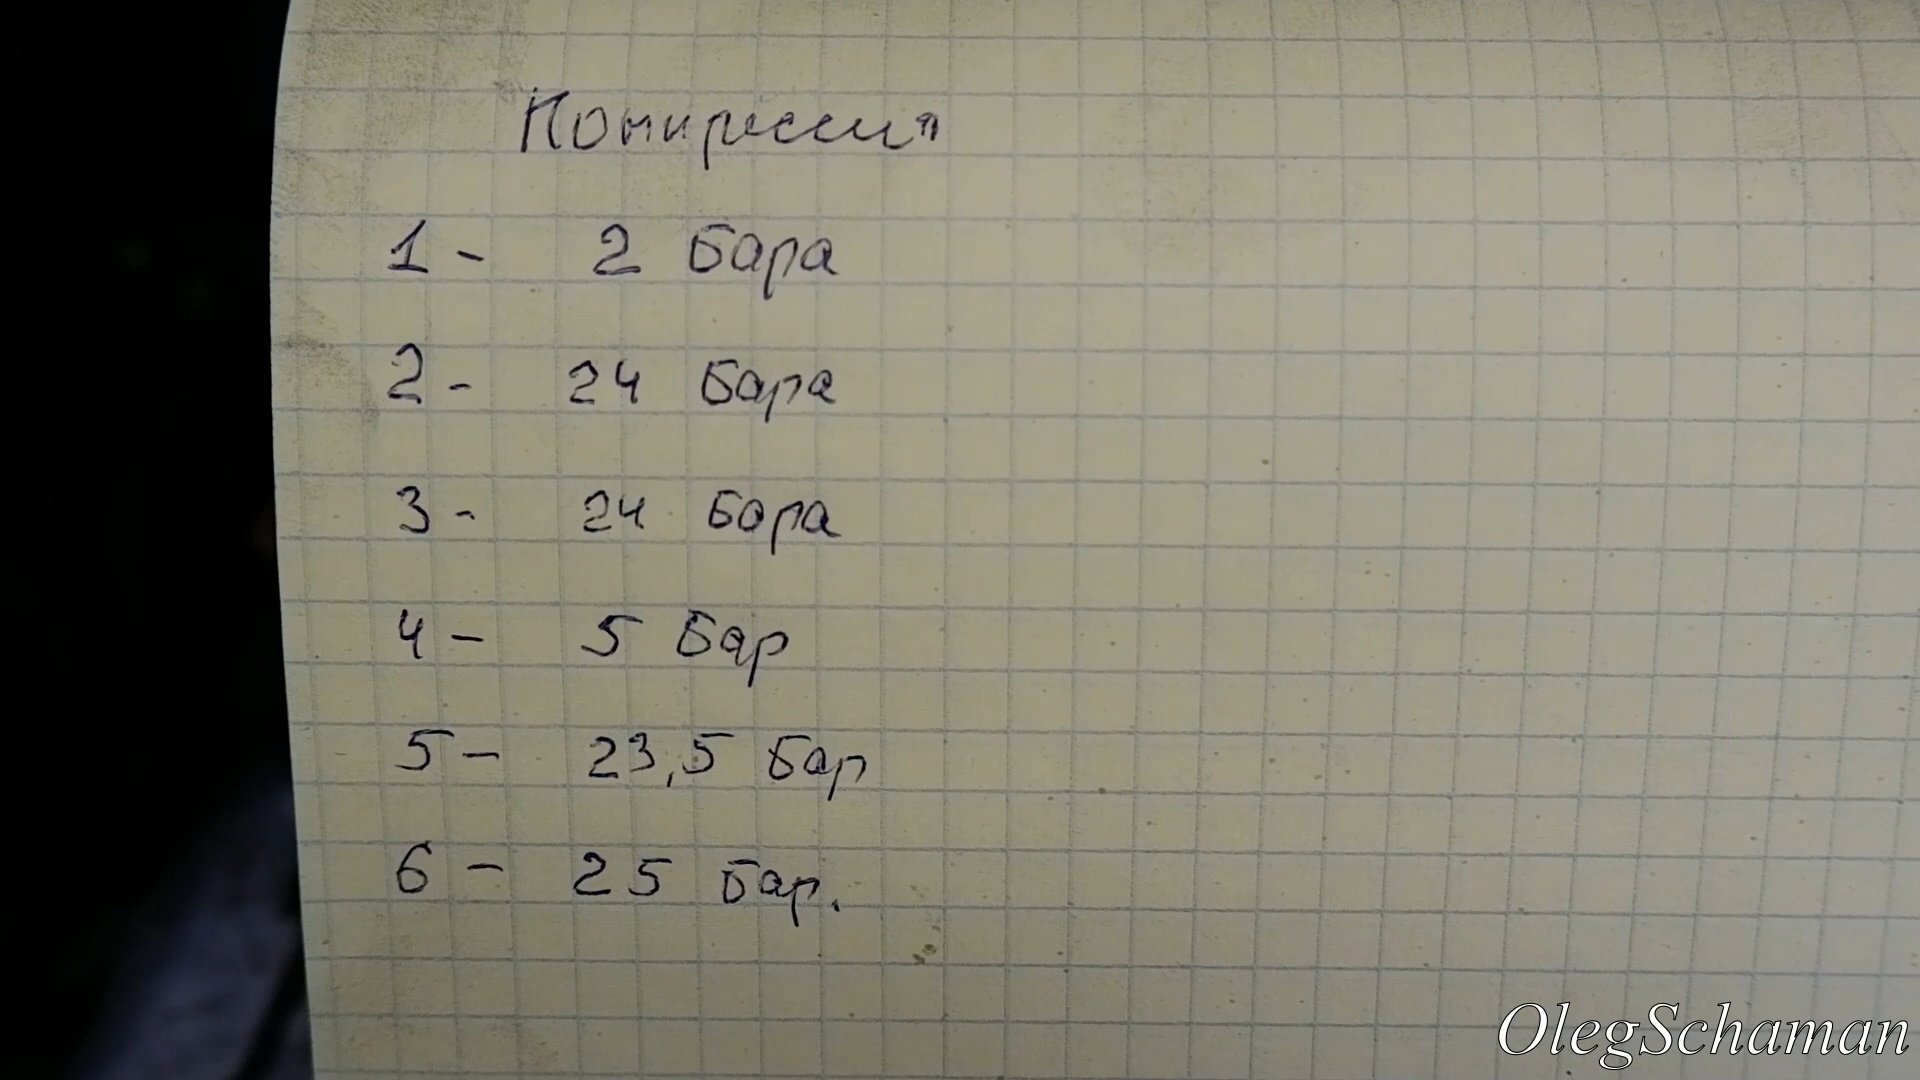 Компрессия
1 - 2 Бара
2 - 24 Бара
3 - 24 Бара
4 - 5 Бар
5 - 23,5 Бар
6 - 25 Бар.
OlegSchaman